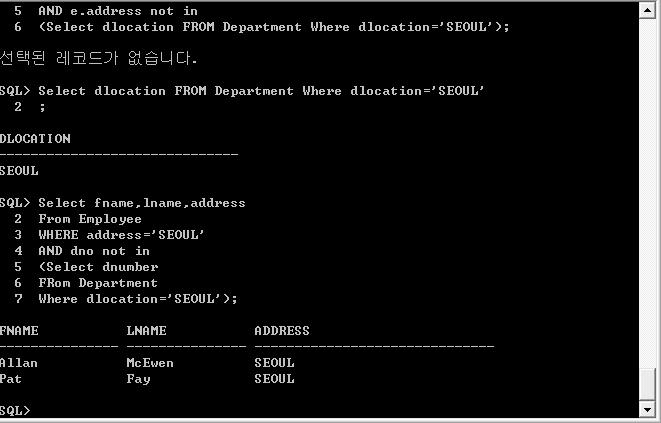 5  AND e.address not in
6  (Select dlocation FROM Department Where dlocation='SEOUL');
선택된 레코드가 없습니다.
SQL> Select dlocation FROM Department Where dlocation='SEOUL'
2  ;
DLOCATION
------------------------------
SEOUL
SQL> Select fname,lname,address
2  From Employee
3  WHERE address='SEOUL'
4  AND dno not in
5  (Select dnumber
6  FRom Department
7  Where dlocation='SEOUL');
FNAME           LNAME           ADDRESS
--------------- --------------- ------------------------------
Allan           McEwen          SEOUL
Pat             Fay             SEOUL
SQL>